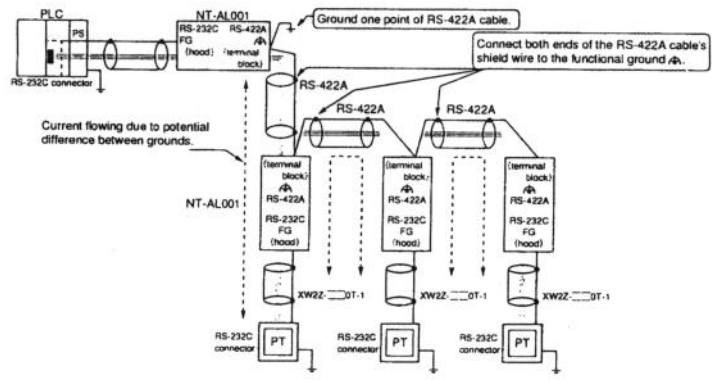 PLC
NT-AL001
PS
RS-232C RS-422A
FG
(hood)
(terminal
block)
RS-232C connector
Ground one point of RS-422A cable.
Connect both ends of the RS-422A cable's
shield wire to the functional ground
RS-422A
RS-422A
RS-422A
Current flowing due to potential
difference between grounds.
NT-AL001
(terminal
block)
RS-422A
RS-232C
FG
(hood)
(terminal
block)
RS-422A
RS-232C
FG
(hood)
(terminal
block)
RS-422A
RS-232C
FG
(hood)
XW2Z-□□0T-1
XW2Z-□□0T-1
XW2Z-□□0T-1
RS-232C
connector
PT
RS-232C
connector
PT
RS-232C
connector
PT